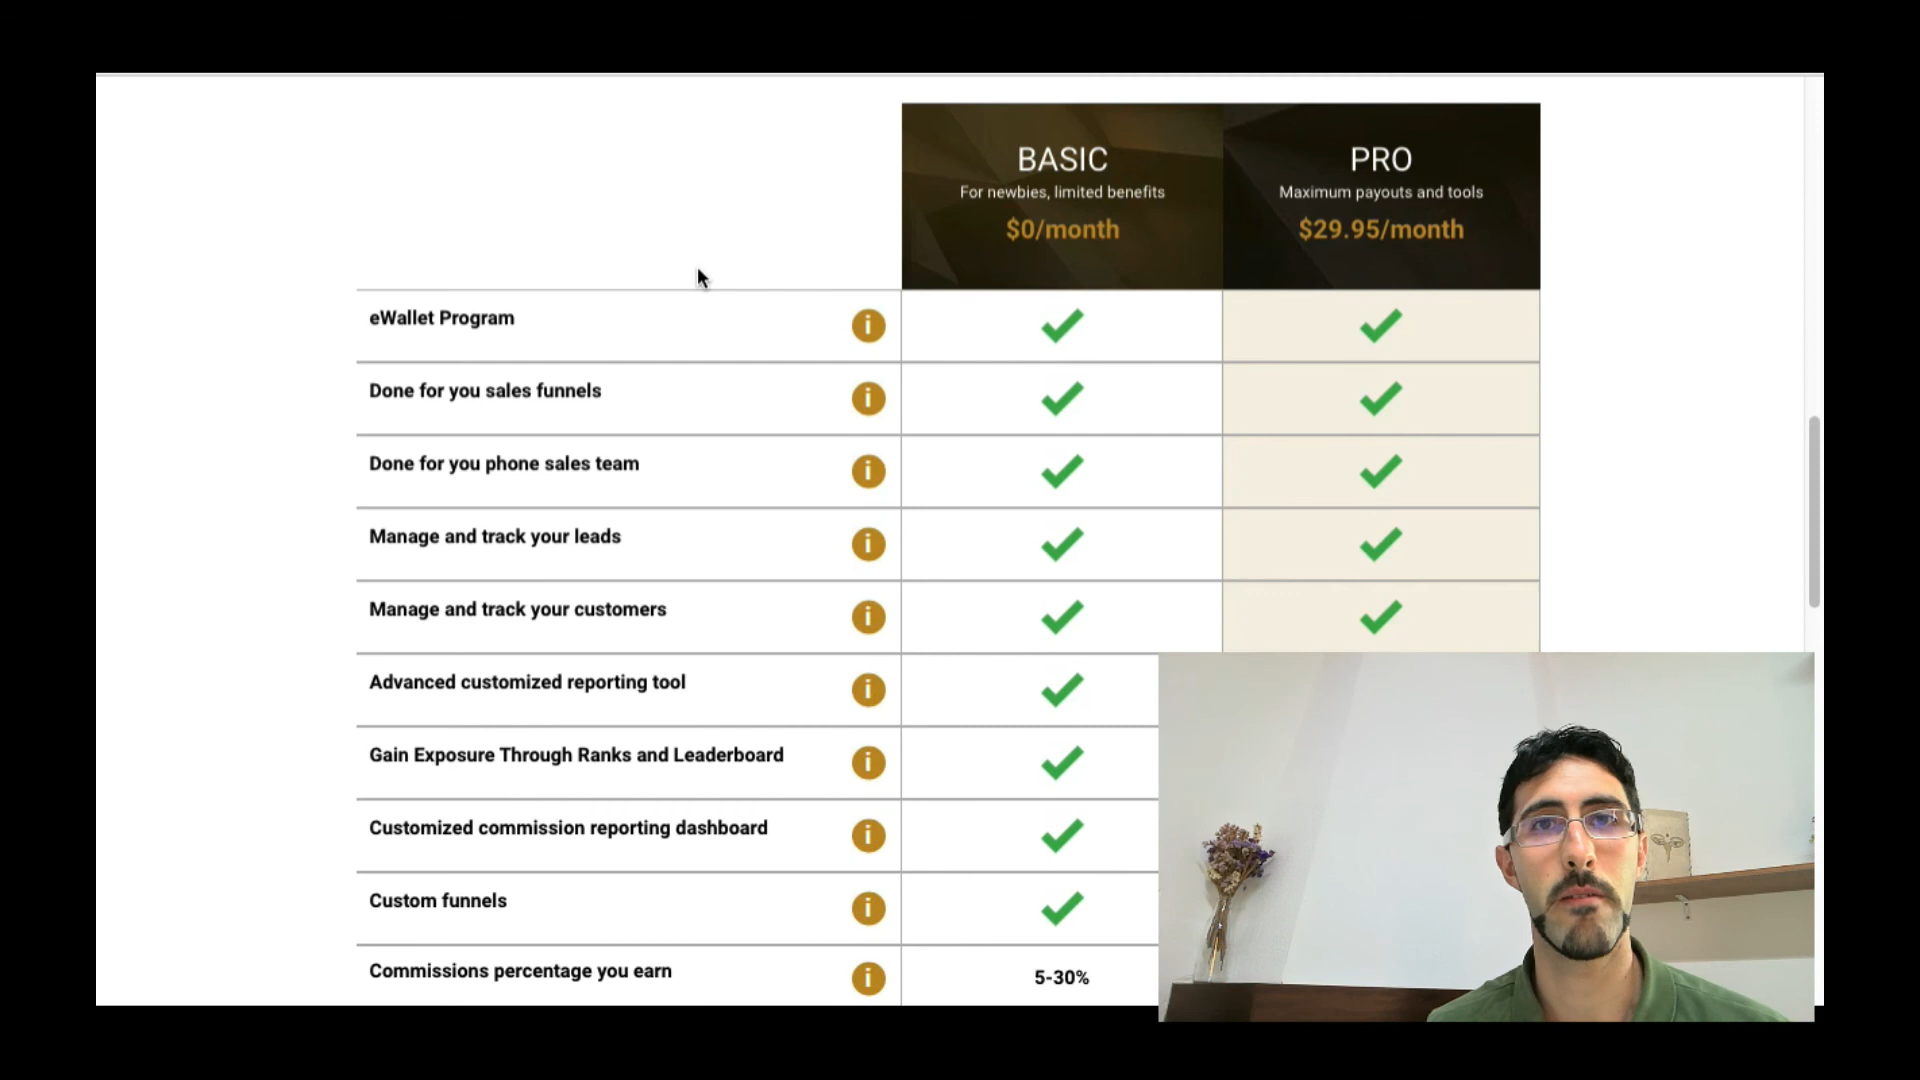 BASIC
For newbies, limited benefits
$0/month
PRO
Maximum payouts and tools
$29.95/month
eWallet Program
Done for you sales funnels
Done for you phone sales team
Manage and track your leads
Manage and track your customers
Advanced customized reporting tool
Gain Exposure Through Ranks and Leaderboard
Customized commission reporting dashboard
Custom funnels
Commissions percentage you earn
5-30%